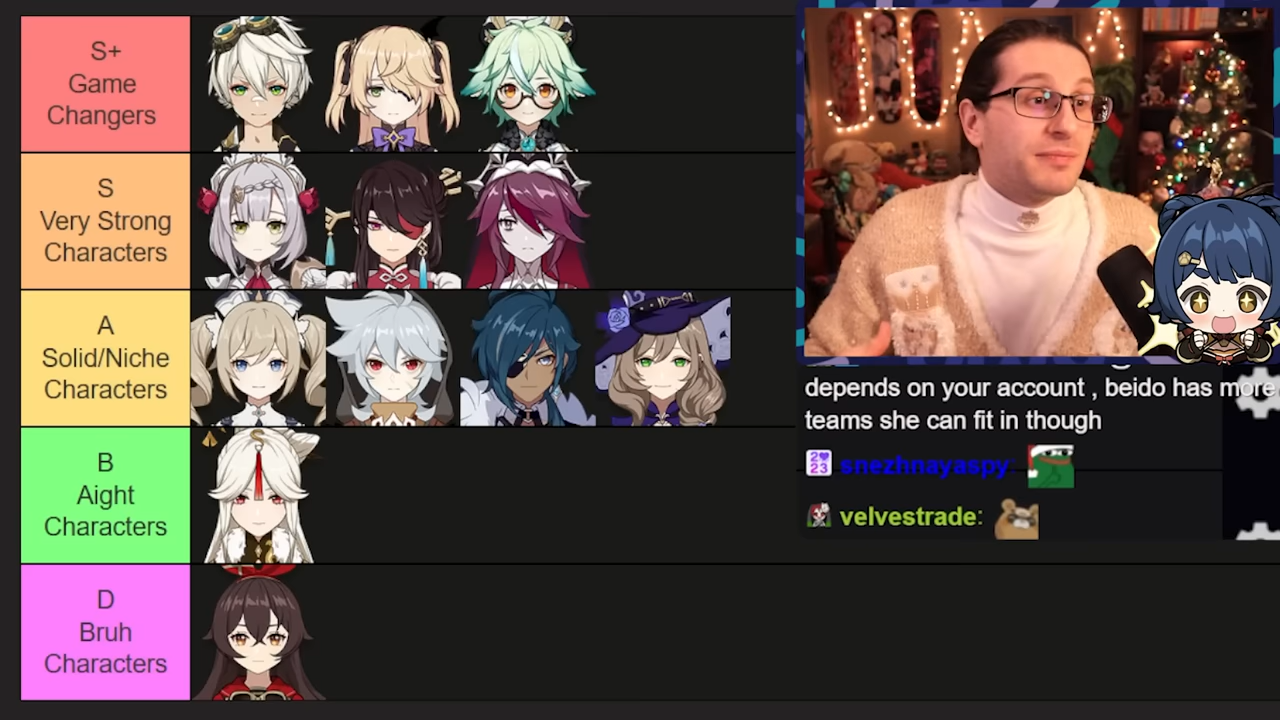 S+
Game
Changers
S
Very Strong
Characters
A
Solid/Niche
Characters
B
Aight
Characters
D
Bruh
Characters
depends on your account , beido has more
teams she can fit in though
2023 snezhnayaspy:
velvestrade: